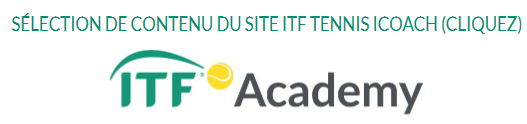 SÉLECTION DE CONTENU DU SITE ITF TENNIS ICOACH (CLIQUEZ)
ITF Academy